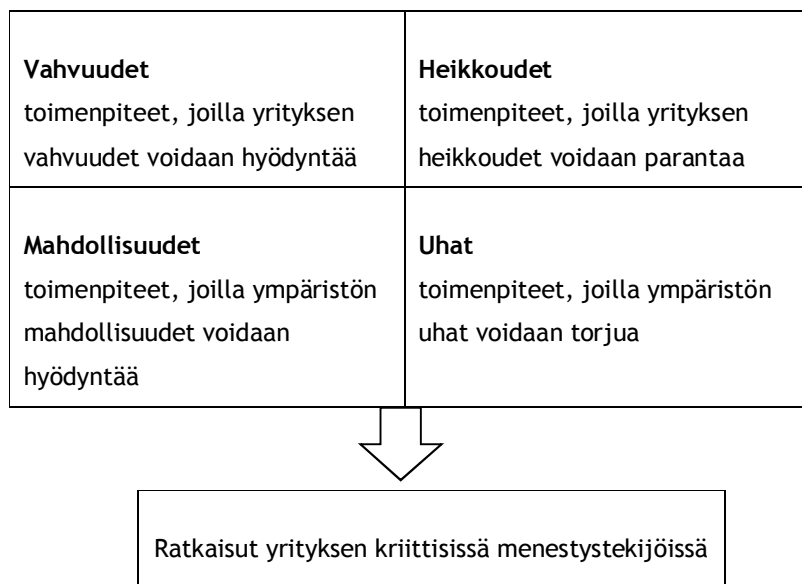 Vahvuudet
toimenpiteet, joilla yrityksen
vahvuudet voidaan hyödyntää
Heikkoudet
toimenpiteet, joilla yrityksen
heikkoudet voidaan parantaa
Mahdollisuudet
toimenpiteet, joilla ympäristön
mahdollisuudet voidaan
hyödyntää
Uhat
toimenpiteet, joilla ympäristön
uhat voidaan torjua
Ratkaisut yrityksen kriittisissä menestystekijöissä